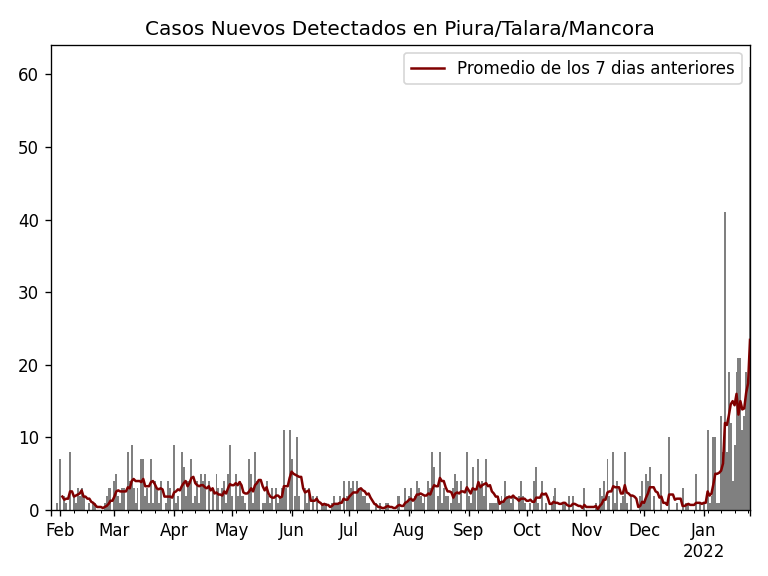 Casos Nuevos Detectados en Piura/Talara/Mancora
Promedio de los 7 dias anteriores
60
50
40
30
20
10
0
Feb Mar Apr May Jun Jul Aug Sep Oct Nov Dec Jan
2022